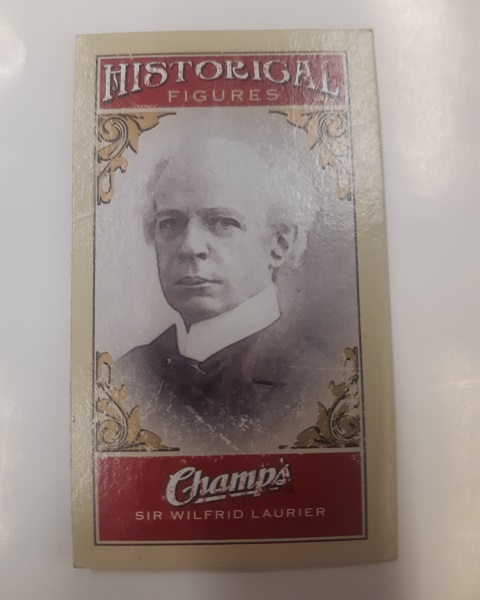 HISTORICAL
FIGURES
Champ's
SIR WILFRID LAURIER